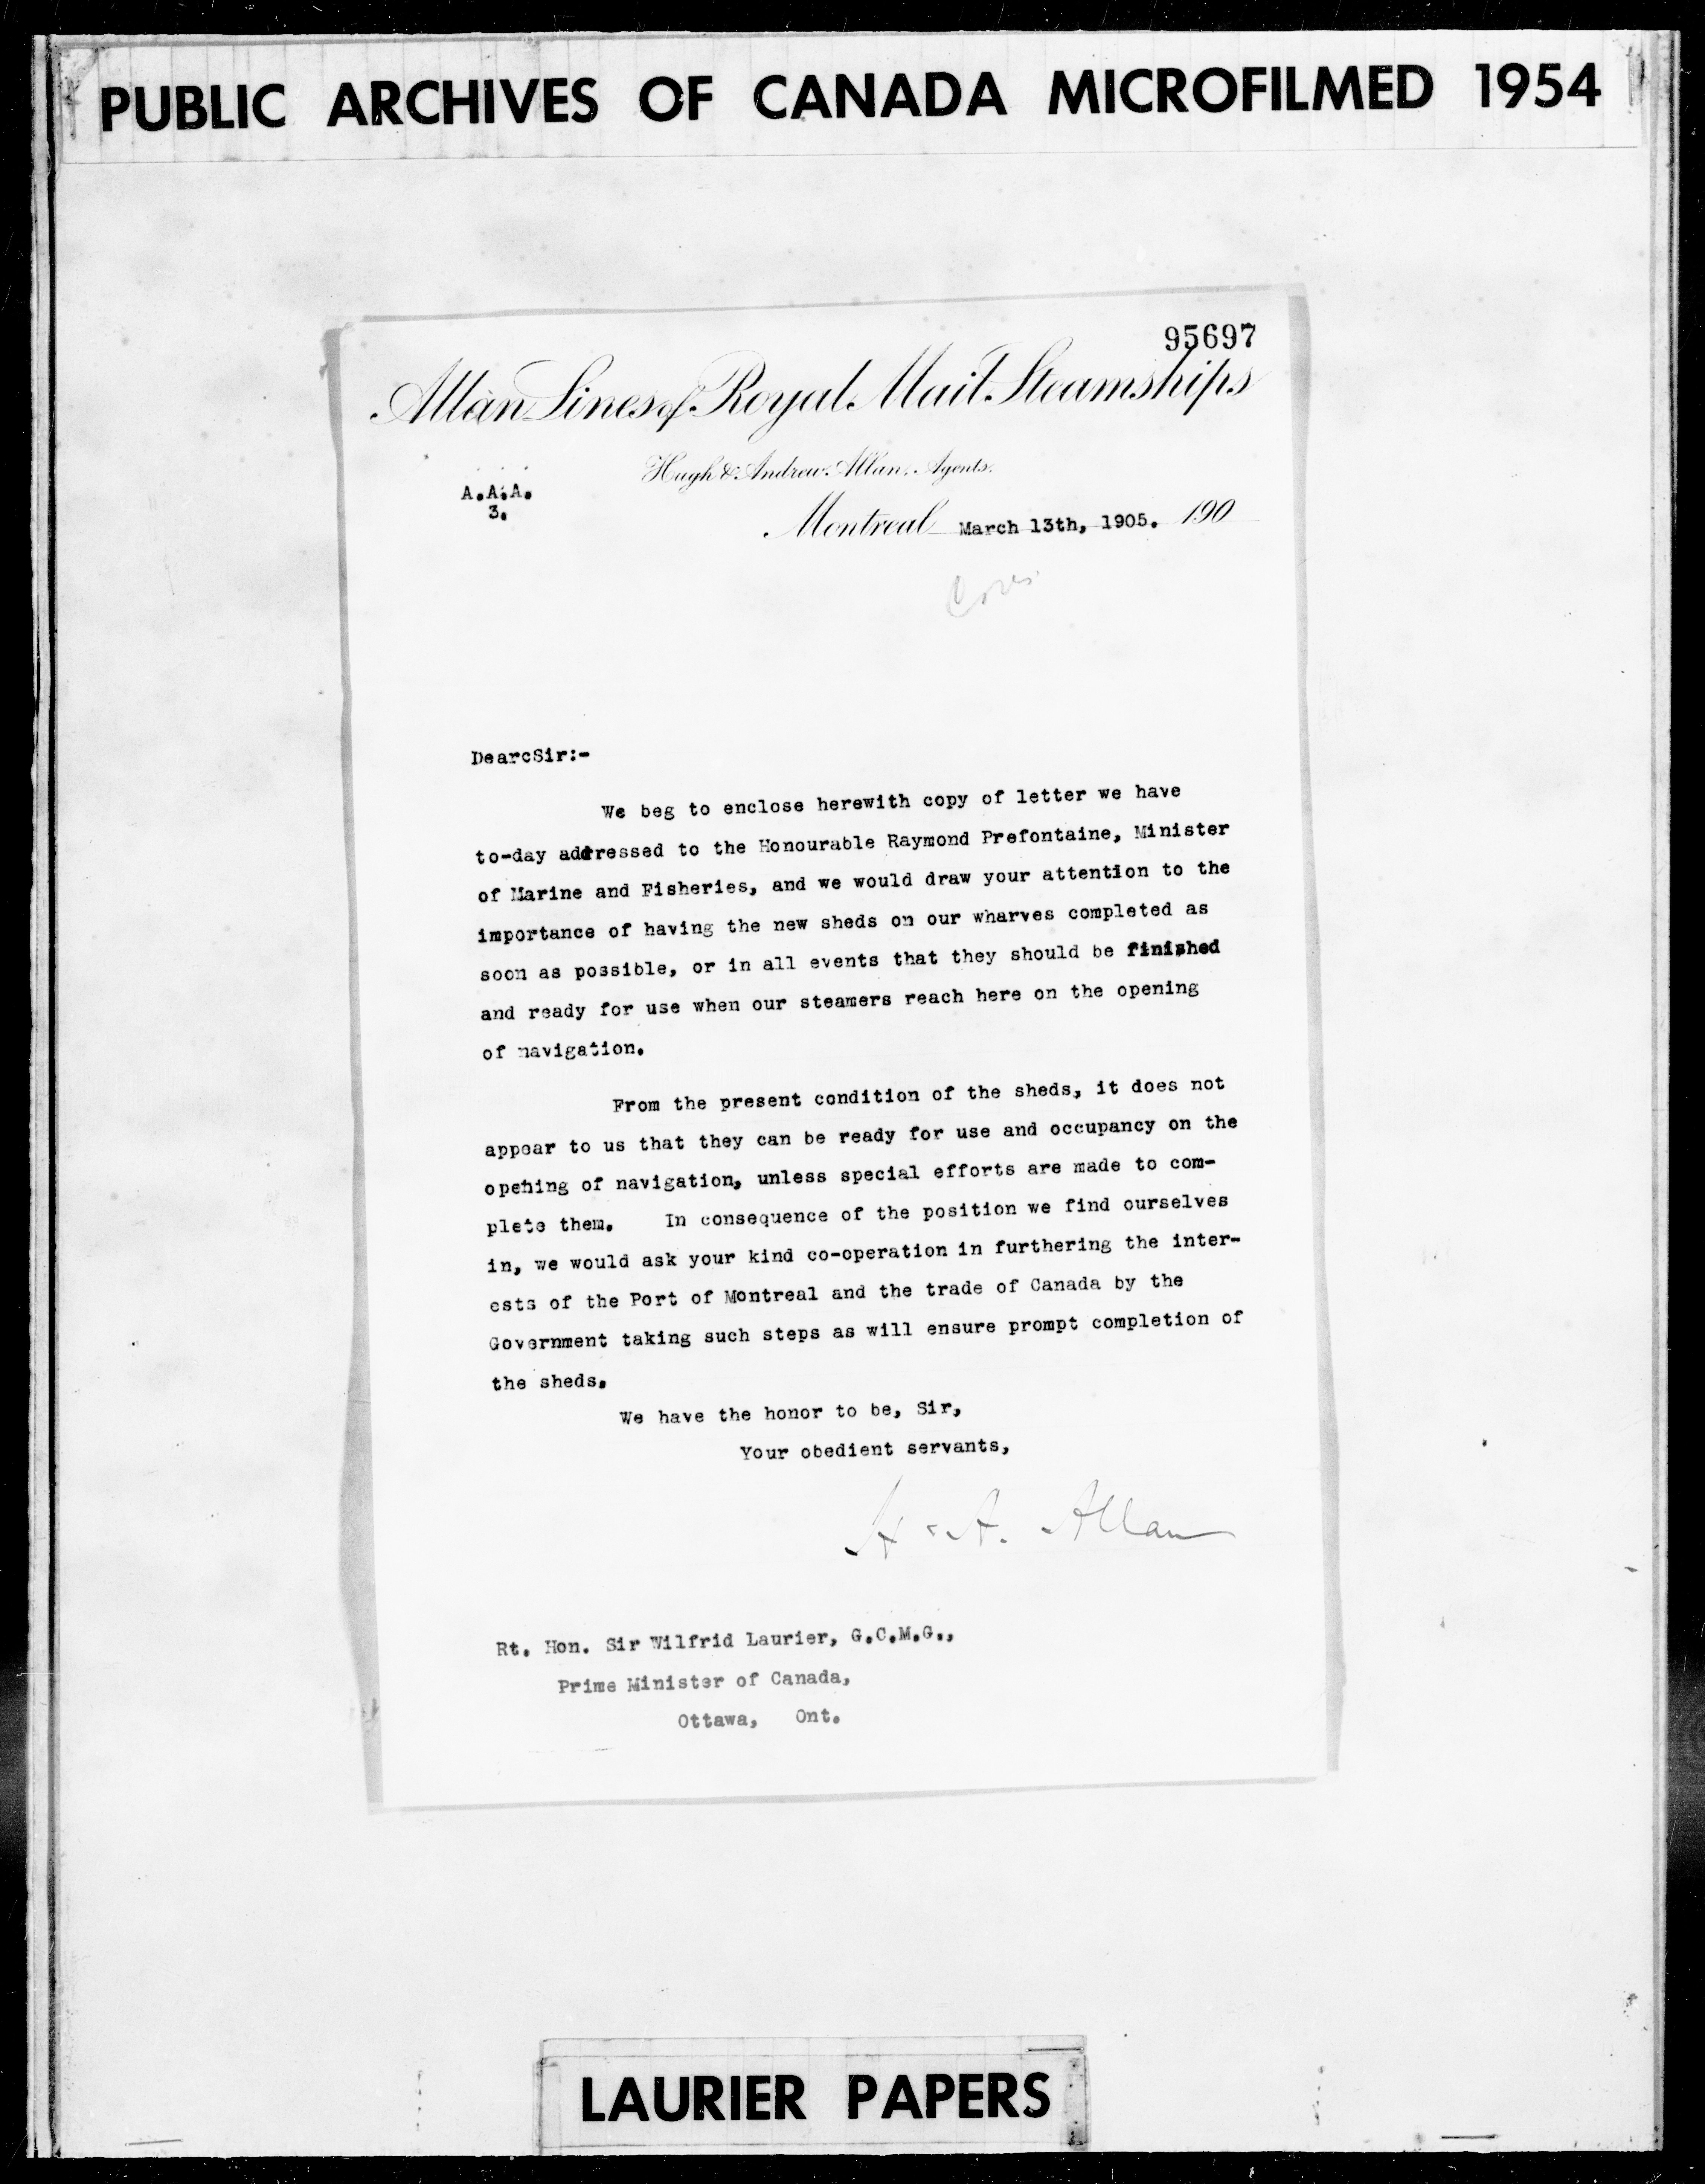 PUBLIC ARCHIVES OF CANADA MICROFILMED 1954
95697
Allan Lines of Royal Mail Steamships
Hugh & Andrew Allan, Agents.
A.A.A.
3.
Montreal March 13th, 1905. 190
DearcSir:-
We beg to enclose herewith copy of letter we have
to-day addressed to the Honourable Raymond Prefontaine, Minister
of Marine and Fisheries, and we would draw your attention to the
importance of having the new sheds on our wharves completed as
soon as possible, or in all events that they should be finished
and ready for use when our steamers reach here on the opening
of navigation.
From the present condition of the sheds, it does not
appear to us that they can be ready for use and occupancy on the
opening of navigation, unless special efforts are made to com-
plete them. In consequence of the position we find ourselves
in, we would ask your kind co-operation in furthering the inter-
ests of the Port of Montreal and the trade of Canada by the
Government taking such steps as will ensure prompt completion of
the sheds.
We have the honor to be, Sir,
Your obedient servants,
H & A. Allan
Rt. Hon. Sir Wilfrid Laurier, G.C.M.G.,
Prime Minister of Canada,
Ottawa, Ont.
LAURIER PAPERS